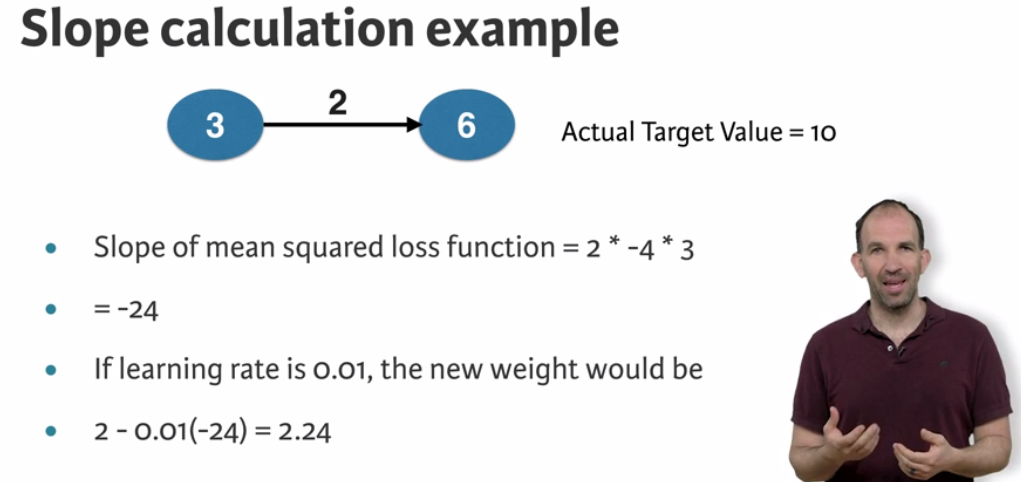 Slope calculation example
3
2
6
Actual Target Value = 10
• Slope of mean squared loss function = 2 * -4 * 3
• = -24
• If learning rate is 0.01, the new weight would be
• 2 - 0.01(-24) = 2.24